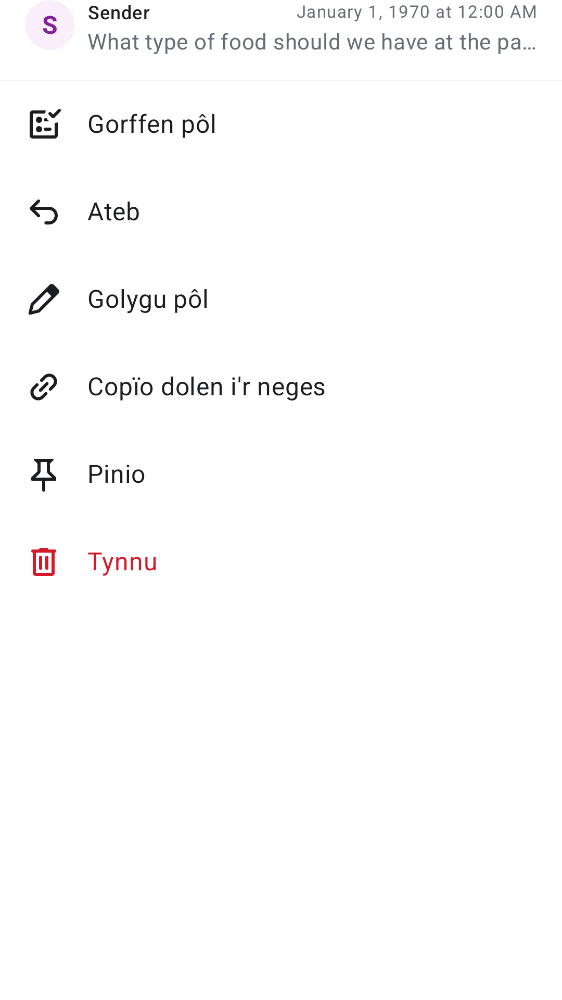 S
Sender
January 1, 1970 at 12:00 AM
What type of food should we have at the pa…
Gorffen pôl
Ateb
Golygu pôl
Copïo dolen i'r neges
Pinio
Tynnu